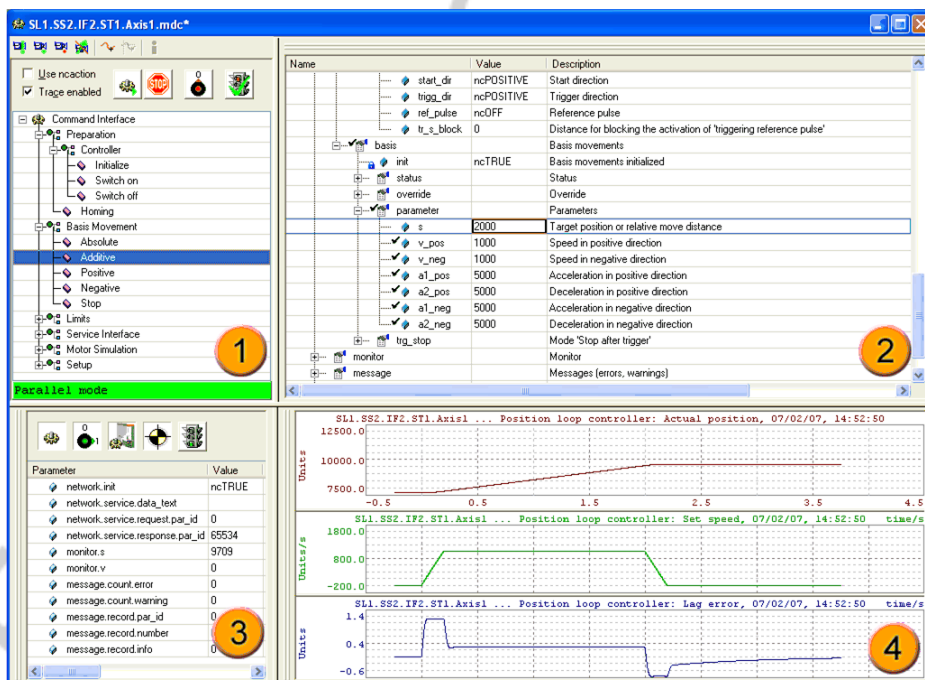 SL1.SS2.IF2.ST1.Axis1.mdc*
Use ncaction
Trace enabled
STOP
0
Command Interface
Preparation
Controller
Initialize
Switch on
Switch off
Homing
Basis Movement
Absolute
Additive
Positive
Negative
Stop
Limits
Service Interface
Motor Simulation
Setup
1
Parallel mode
Name Value Description
start_dir ncPOSITIVE Start direction
trigg_dir ncPOSITIVE Trigger direction
ref_pulse ncOFF Reference pulse
tr_s_block 0 Distance for blocking the activation of 'triggering reference pulse'
basis Basis movements
init ncTRUE Basis movements initialized
status Status
override Override
parameter Parameters
s 2000 Target position or relative move distance
v_pos 1000 Speed in positive direction
v_neg 1000 Speed in negative direction
a1_pos 5000 Acceleration in positive direction
a2_pos 5000 Deceleration in positive direction
a1_neg 5000 Acceleration in negative direction
a2_neg 5000 Deceleration in negative direction
trg_stop Mode 'Stop after trigger'
monitor Monitor
message Messages (errors, warnings)
2
0 1
Parameter Value
network.init ncTRUE
network.service.data_text
network.service.request.par_id 0
network.service.response.par_id 65534
monitor.s 9709
monitor.v 0
message.count.error 0
message.count.warning 0
message.record.par_id 0
message.record.number 0
message.record.info 0
3
SL1.SS2.IF2.ST1.Axis1 ... Position loop controller: Actual position, 07/02/07, 14:52:50
12500.0
10000.0
7500.0
Units
-0.5 0.5 1.5 2.5 3.5 4.5
SL1.SS2.IF2.ST1.Axis1 ... Position loop controller: Set speed, 07/02/07, 14:52:50 time/s
1800.0
800.0
-200.0
Units/s
SL1.SS2.IF2.ST1.Axis1 ... Position loop controller: Lag error, 07/02/07, 14:52:50 time/s
1.4
0.4
-0.6
Units
4